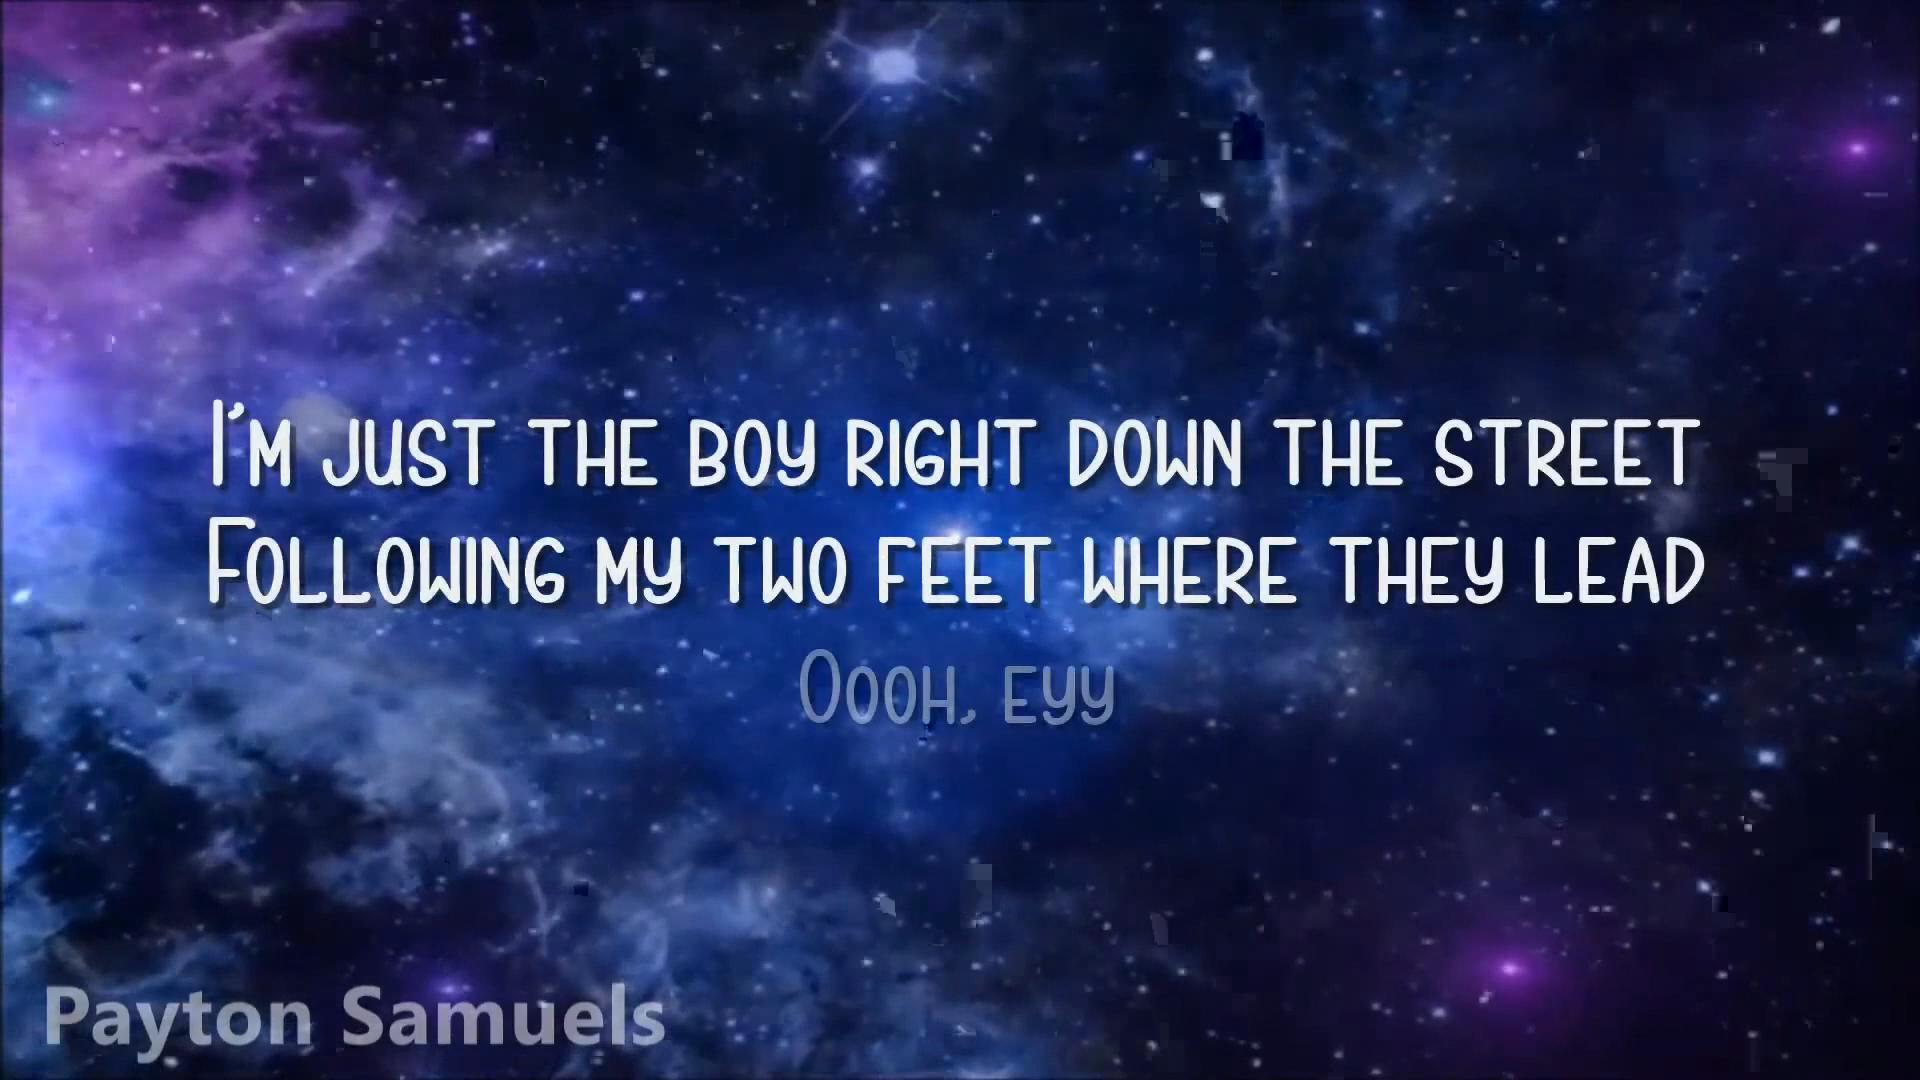 I'm just the boy right down the street
Following my two feet where they lead
Oooh, eyy
Payton Samuels